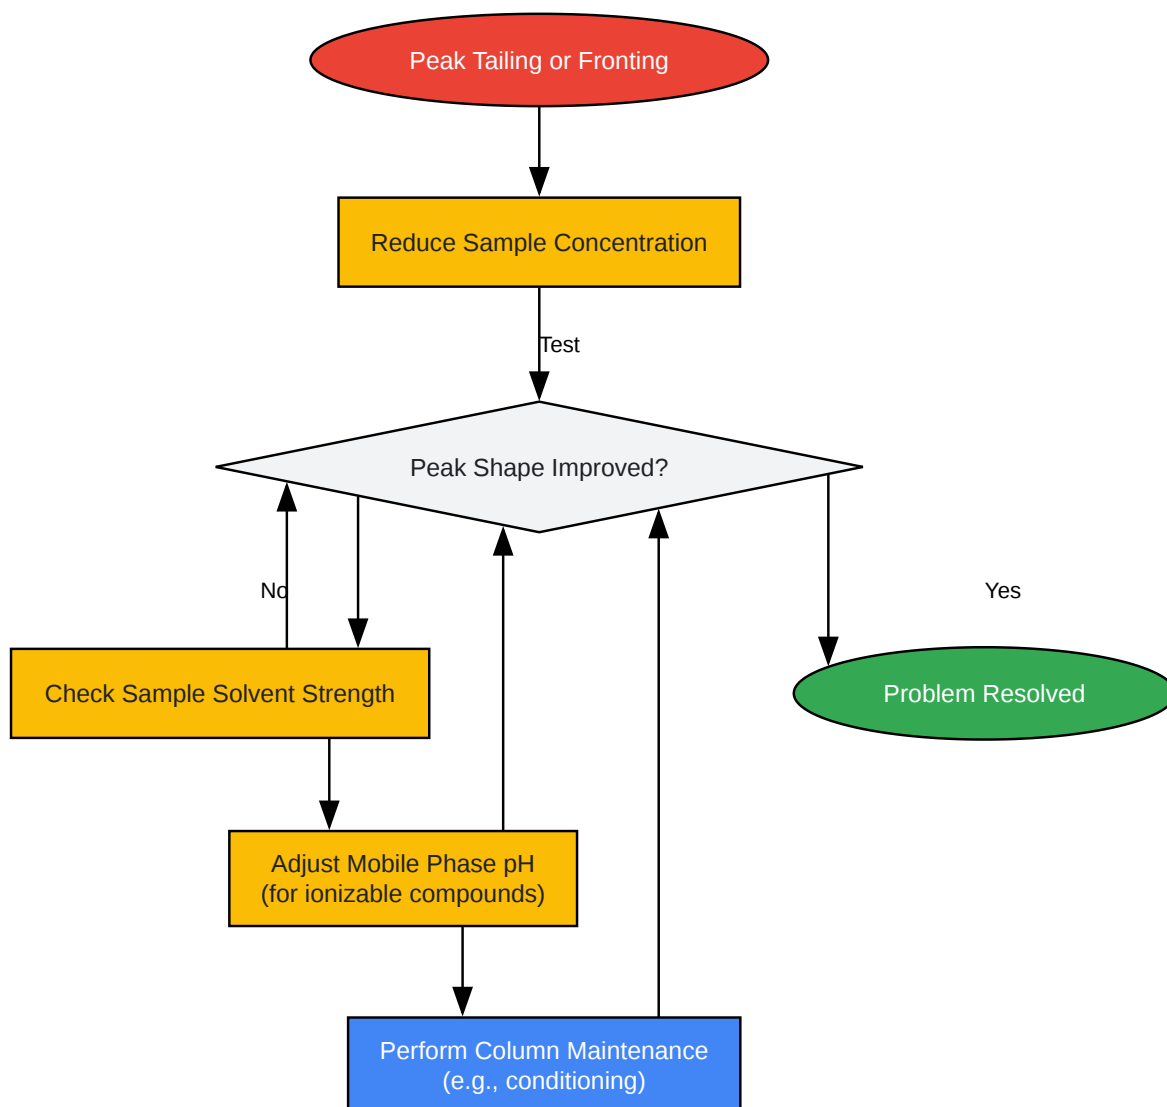 Peak Tailing or Fronting
Reduce Sample Concentration
Test
Peak Shape Improved?
No
Yes
Check Sample Solvent Strength
Problem Resolved
Adjust Mobile Phase pH
(for ionizable compounds)
Perform Column Maintenance
(e.g., conditioning)